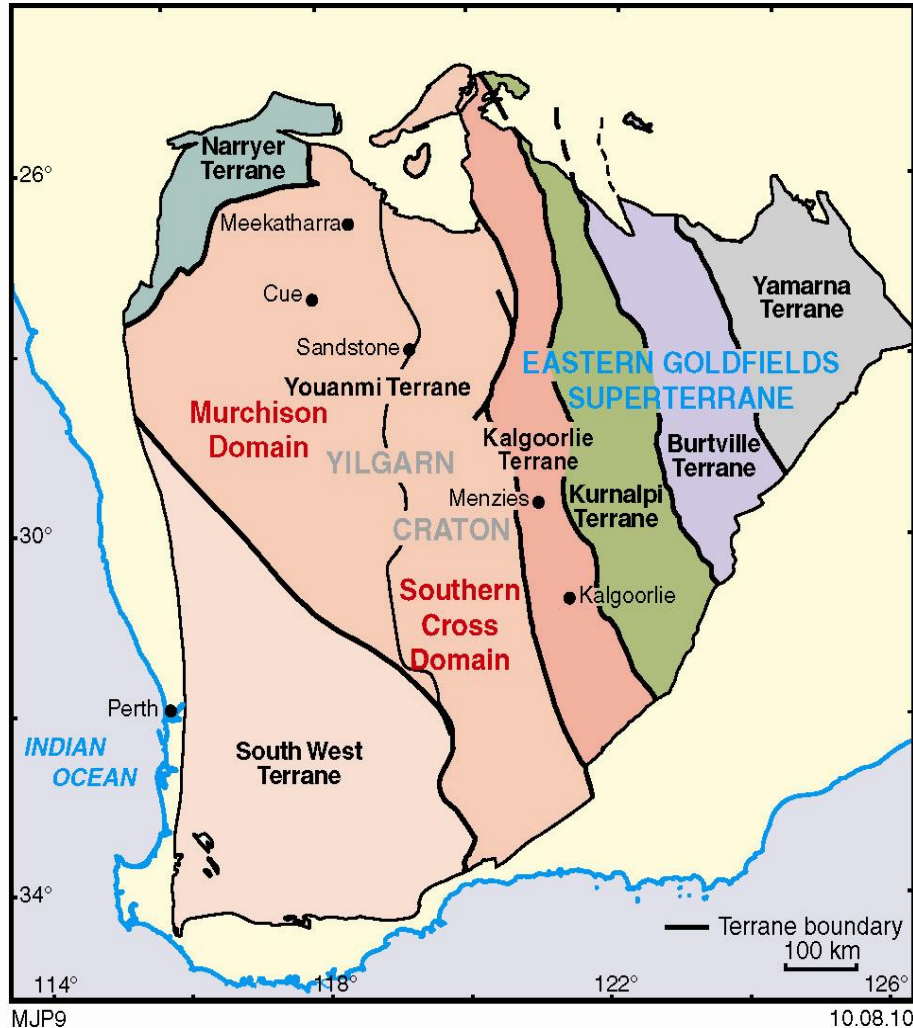 Narryer
Terrane
26°
Meekatharra
Cue
Yamarna
Terrane
Sandstone
EASTERN GOLDFIELDS
SUPERTERRANE
Youanmi Terrane
Murchison
Domain
Kalgoorlie
Terrane
Burtville
Terrane
YILGARN
Menzies
Kurnalpi
Terrane
CRATON
30°
Southern
Cross
Domain
Kalgoorlie
Perth
INDIAN
OCEAN
South West
Terrane
34°
Terrane boundary
100 km
114°
118°
122°
126°
MJP9
10.08.10